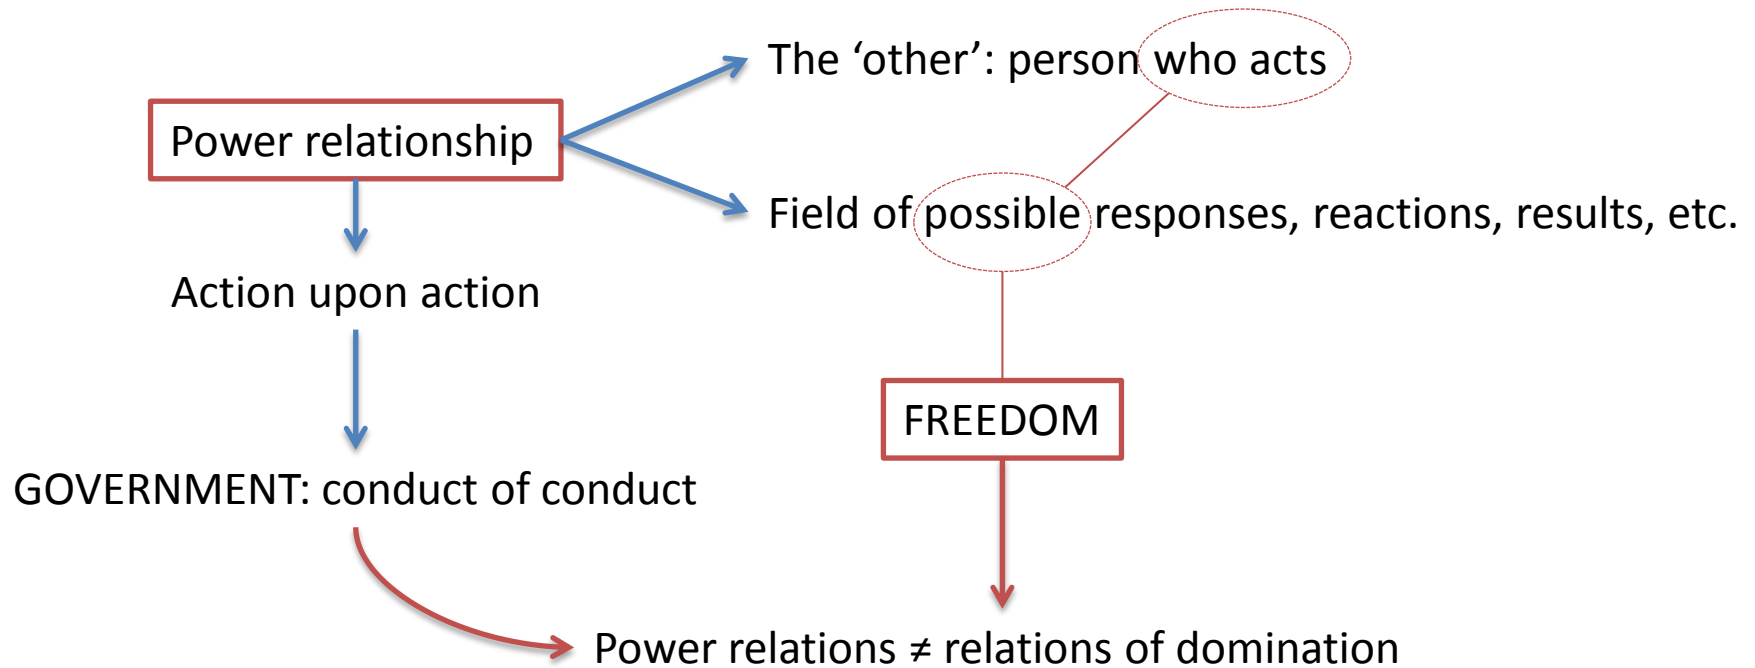 The ‘other’: person who acts
Power relationship
Field of possible responses, reactions, results, etc.
Action upon action
FREEDOM
GOVERNMENT: conduct of conduct
Power relations ≠ relations of domination